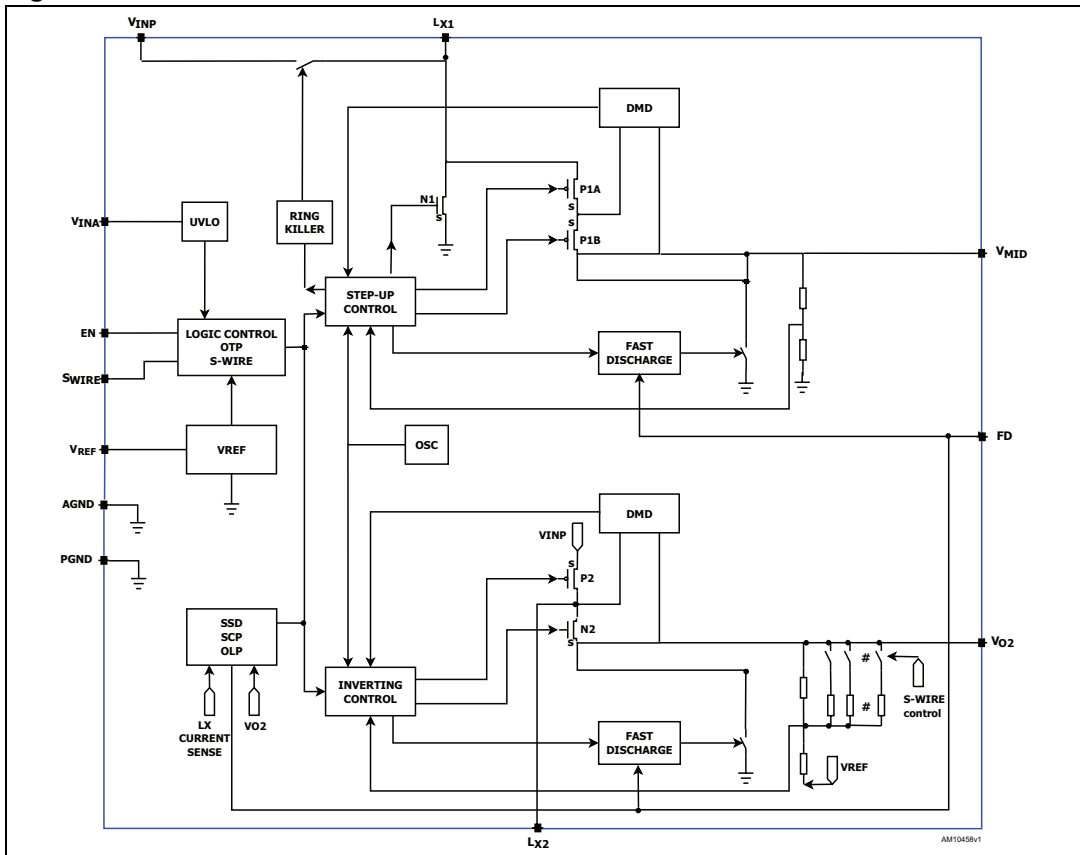 VINP
LX1
DMD
P1A
S
S
P1B
N1
S
VINA
UVLO
RING
KILLER
VMID
STEP-UP
CONTROL
EN
LOGIC CONTROL
OTP
S-WIRE
SWIRE
FAST
DISCHARGE
VREF
VREF
OSC
FD
AGND
PGND
DMD
VINP
S
P2
N2
S
SSD
SCP
OLP
LX
CURRENT
SENSE
VO2
INVERTING
CONTROL
FAST
DISCHARGE
VO2
#
#
S-WIRE
control
VREF
LX2
AM10458v1